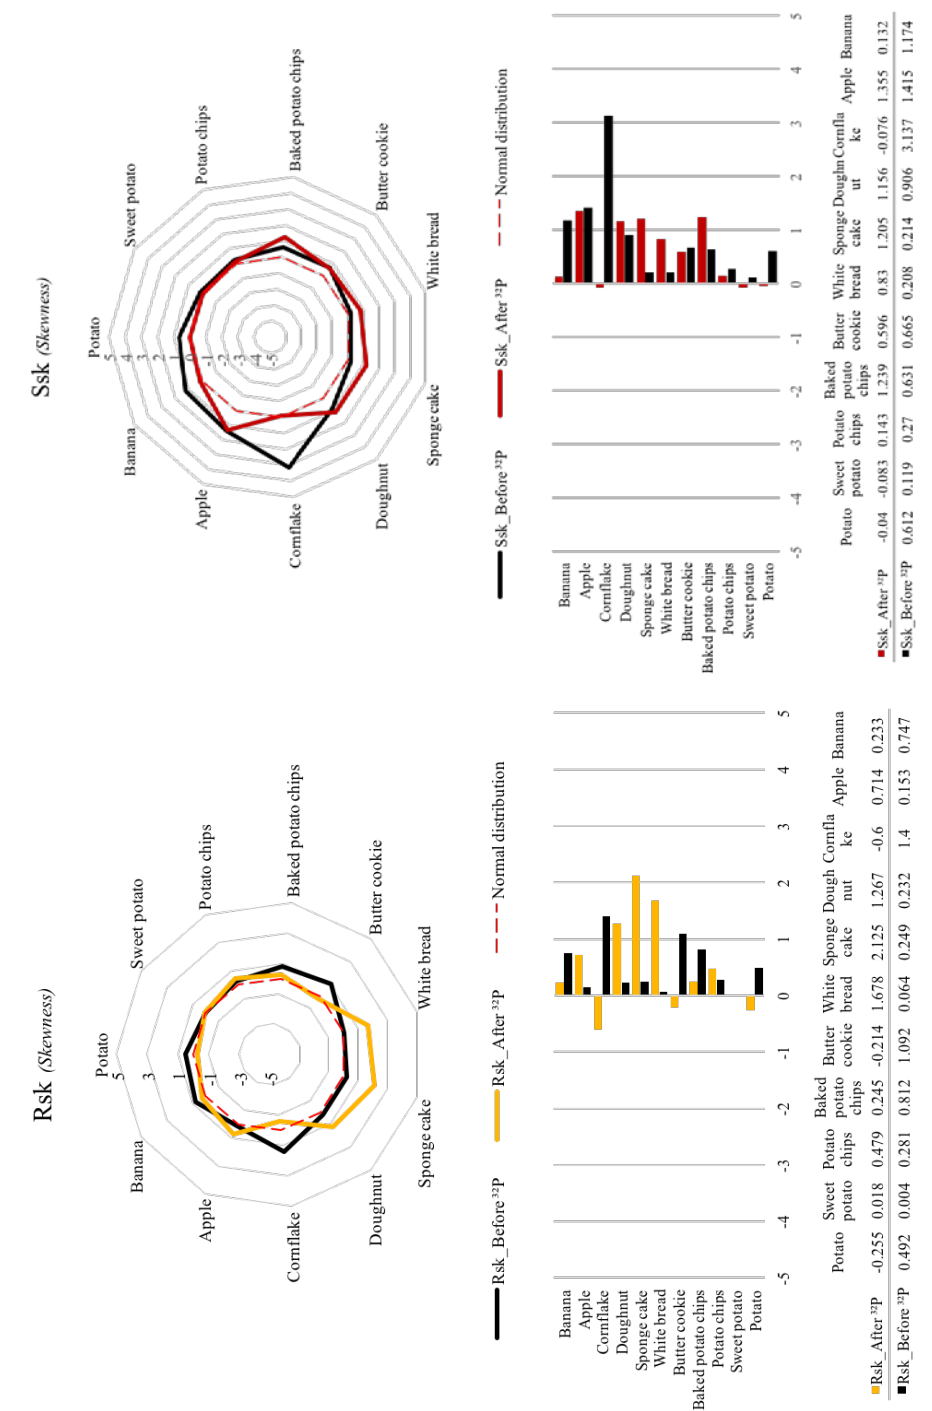 Rsk (Skewness)
Potato
Sweet potato
Potato chips
Baked potato chips
Butter cookie
White bread
Sponge cake
Doughnut
Cornflake
Apple
Banana
5
3
1
-1
-3
-5
Rsk_Before ³²P
Rsk_After ³²P
Normal distribution
Banana
Apple
Cornflake
Doughnut
Sponge cake
White bread
Butter cookie
Baked potato chips
Potato chips
Sweet potato
Potato
-5 -4 -3 -2 -1 0 1 2 3 4 5
Potato Sweet Potato Baked Butter White Sponge Dough Cornfla Apple Banana
potato chips potato cookie bread cake nut ke
chips
Rsk_After ³²P -0.255 0.018 0.479 0.245 -0.214 1.678 2.125 1.267 -0.6 0.714 0.233
Rsk_Before ³²P 0.492 0.004 0.281 0.812 1.092 0.064 0.249 0.232 1.4 0.153 0.747
Ssk (Skewness)
Potato
Sweet potato
Potato chips
Baked potato chips
Butter cookie
White bread
Sponge cake
Doughnut
Cornflake
Apple
Banana
5
4
3
2
1
0
-1
-2
-3
-4
-5
Ssk_Before ³²P
Ssk_After ³²P
Normal distribution
Banana
Apple
Cornflake
Doughnut
Sponge cake
White bread
Butter cookie
Baked potato chips
Potato chips
Sweet potato
Potato
-5 -4 -3 -2 -1 0 1 2 3 4 5
Potato Sweet Potato Baked Butter White Sponge Doughn Cornfla Apple Banana
potato chips potato cookie bread cake ut ke
chips
Ssk_After ³²P -0.04 -0.083 0.143 1.239 0.596 0.83 1.205 1.156 -0.076 1.355 0.132
Ssk_Before ³²P 0.612 0.119 0.27 0.631 0.665 0.208 0.214 0.906 3.137 1.415 1.174